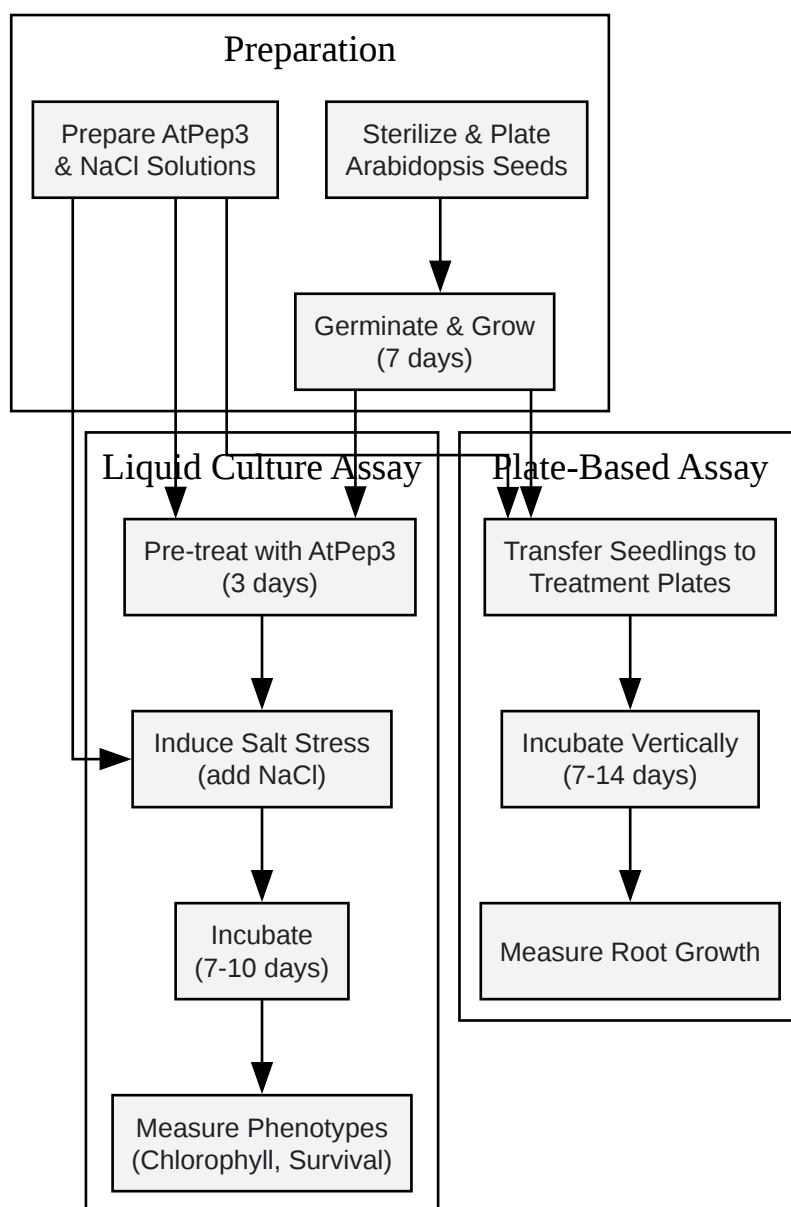 Preparation
Prepare AtPep3
& NaCl Solutions
Sterilize & Plate
Arabidopsis Seeds
Germinate & Grow
(7 days)
Liquid Culture Assay
Pre-treat with AtPep3
(3 days)
Induce Salt Stress
(add NaCl)
Incubate
(7-10 days)
Measure Phenotypes
(Chlorophyll, Survival)
Plate-Based Assay
Transfer Seedlings to
Treatment Plates
Incubate Vertically
(7-14 days)
Measure Root Growth